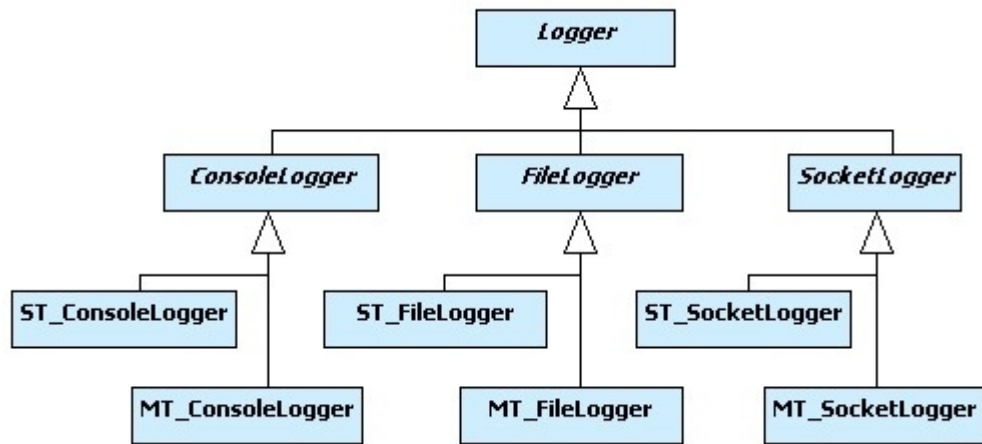 Logger
ConsoleLogger
FileLogger
SocketLogger
ST_ConsoleLogger
ST_FileLogger
ST_SocketLogger
MT_ConsoleLogger
MT_FileLogger
MT_SocketLogger